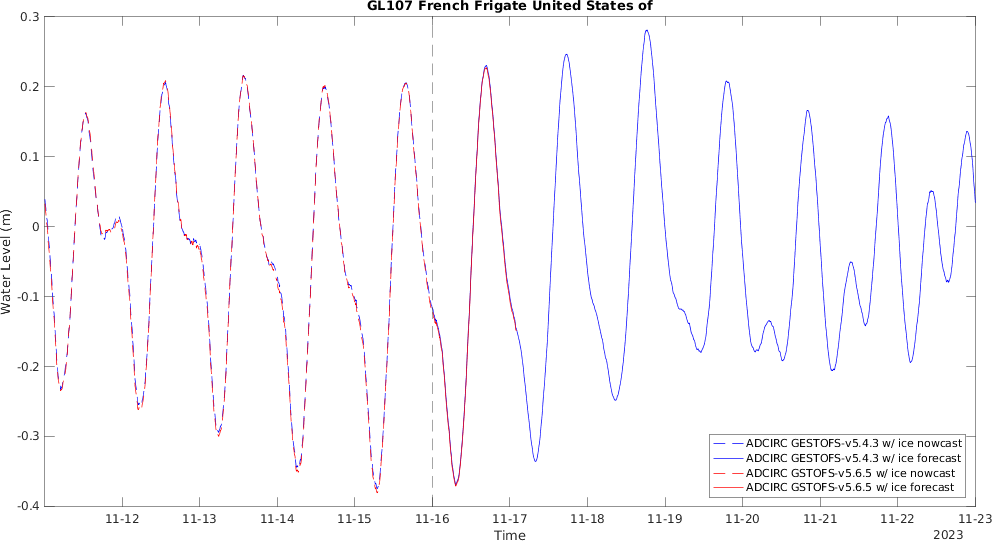 GL107 French Frigate United States of
0.3
0.2
0.1
0
-0.1
-0.2
-0.3
-0.4
Water Level (m)
ADCIRC GESTOFS-v5.4.3 w/ ice nowcast
ADCIRC GESTOFS-v5.4.3 w/ ice forecast
ADCIRC GSTOFS-v5.6.5 w/ ice nowcast
ADCIRC GSTOFS-v5.6.5 w/ ice forecast
11-12 11-13 11-14 11-15 11-16 11-17 11-18 11-19 11-20 11-21 11-22 11-23
Time
2023